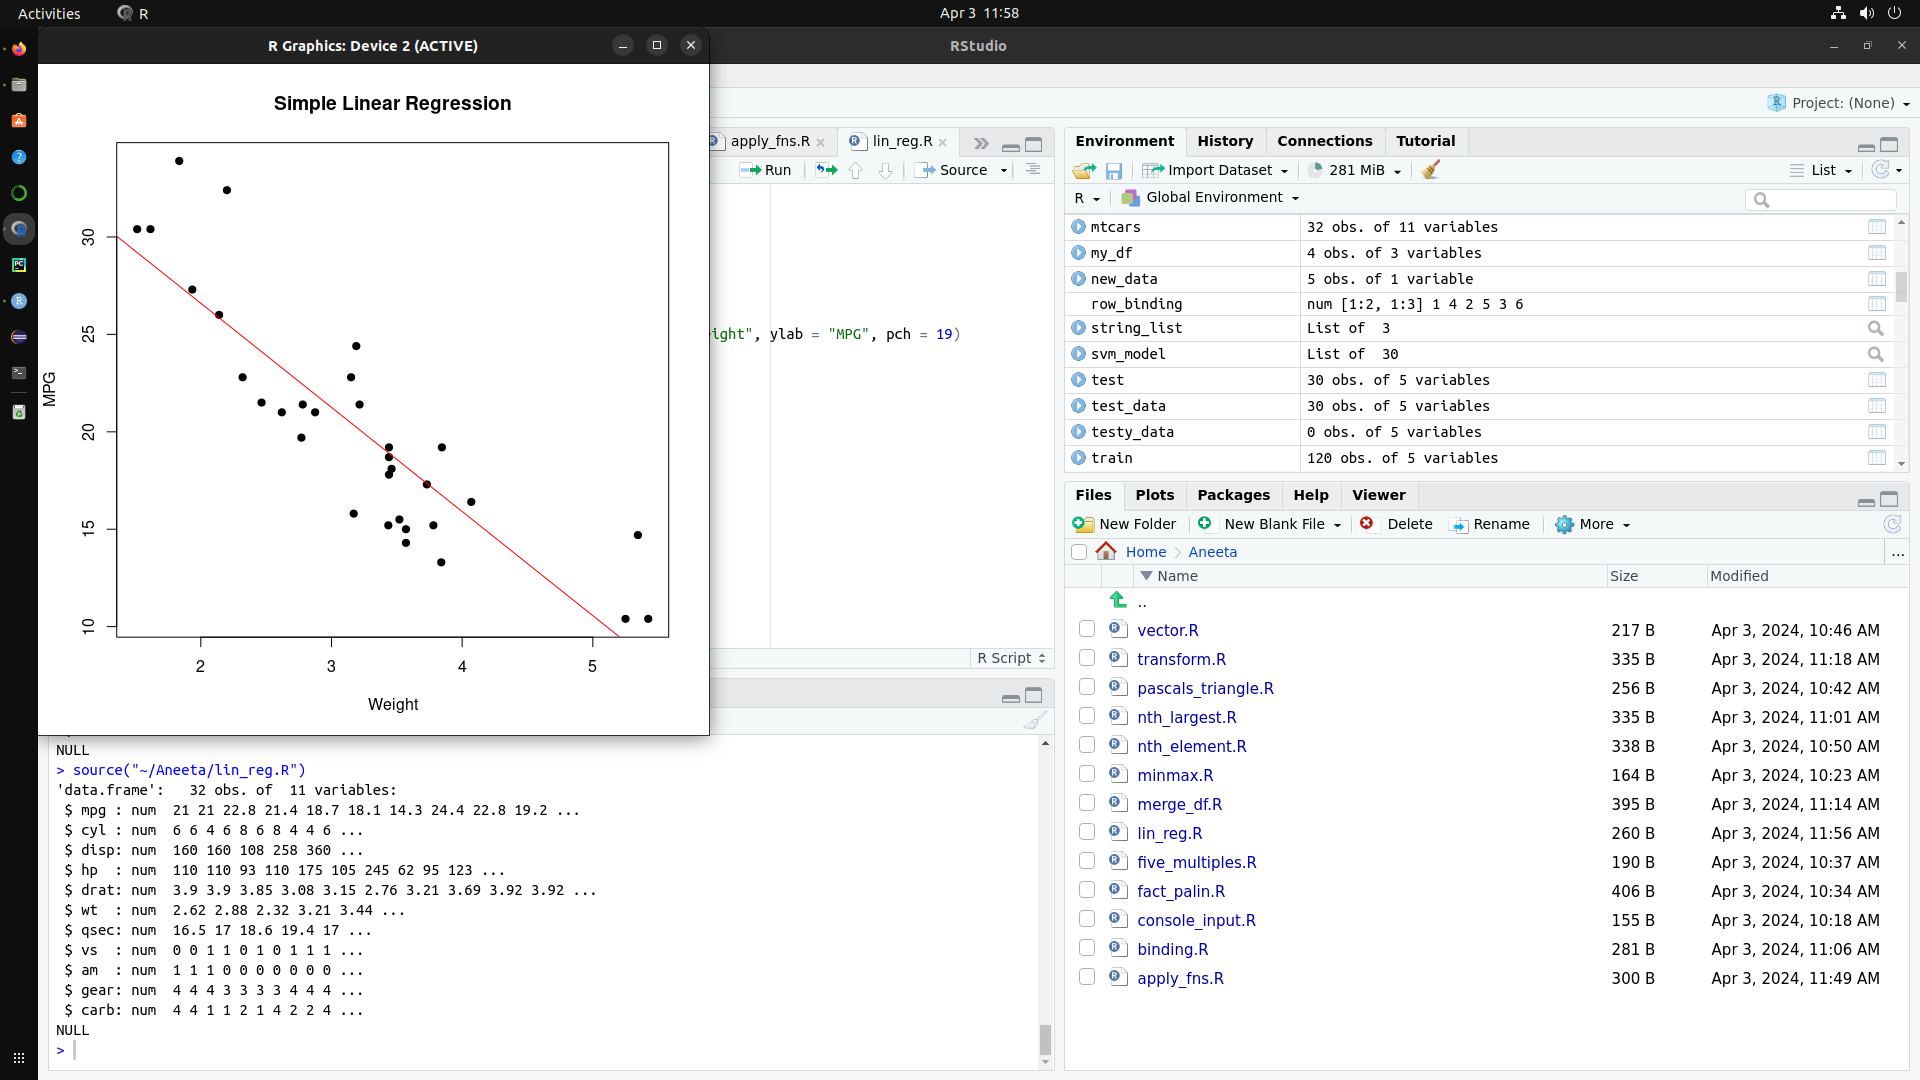 Activities
R
Apr 3 11:58
R Graphics: Device 2 (ACTIVE)
RStudio
Simple Linear Regression
30
25
20
15
10
MPG
2 3 4 5
Weight
Project: (None)
apply_fns.R
lin_reg.R
Run
Source
ight", ylab = "MPG", pch = 19)
R Script
Environment History Connections Tutorial
Import Dataset
281 MiB
List
R
Global Environment
mtcars 32 obs. of 11 variables
my_df 4 obs. of 3 variables
new_data 5 obs. of 1 variable
row_binding num [1:2, 1:3] 1 4 2 5 3 6
string_list List of 3
svm_model List of 30
test 30 obs. of 5 variables
test_data 30 obs. of 5 variables
testy_data 0 obs. of 5 variables
train 120 obs. of 5 variables
Files Plots Packages Help Viewer
New Folder New Blank File Delete Rename More
Home Aneeta ...
Name Size Modified
..
vector.R 217 B Apr 3, 2024, 10:46 AM
transform.R 335 B Apr 3, 2024, 11:18 AM
pascals_triangle.R 256 B Apr 3, 2024, 10:42 AM
nth_largest.R 335 B Apr 3, 2024, 11:01 AM
nth_element.R 338 B Apr 3, 2024, 10:50 AM
minmax.R 164 B Apr 3, 2024, 10:23 AM
merge_df.R 395 B Apr 3, 2024, 11:14 AM
lin_reg.R 260 B Apr 3, 2024, 11:56 AM
five_multiples.R 190 B Apr 3, 2024, 10:37 AM
fact_palin.R 406 B Apr 3, 2024, 10:34 AM
console_input.R 155 B Apr 3, 2024, 10:18 AM
binding.R 281 B Apr 3, 2024, 11:06 AM
apply_fns.R 300 B Apr 3, 2024, 11:49 AM
NULL
> source("~/Aneeta/lin_reg.R")
'data.frame': 32 obs. of 11 variables:
$ mpg : num 21 21 22.8 21.4 18.7 18.1 14.3 24.4 22.8 19.2 ...
$ cyl : num 6 6 4 6 8 6 8 4 4 6 ...
$ disp: num 160 160 108 258 360 ...
$ hp : num 110 110 93 110 175 105 245 62 95 123 ...
$ drat: num 3.9 3.9 3.85 3.08 3.15 2.76 3.21 3.69 3.92 3.92 ...
$ wt : num 2.62 2.88 2.32 3.21 3.44 ...
$ qsec: num 16.5 17 18.6 19.4 17 ...
$ vs : num 0 0 1 1 0 1 0 1 1 1 ...
$ am : num 1 1 1 0 0 0 0 0 0 0 ...
$ gear: num 4 4 4 3 3 3 3 4 4 4 ...
$ carb: num 4 4 1 1 2 1 4 2 2 4 ...
NULL
>